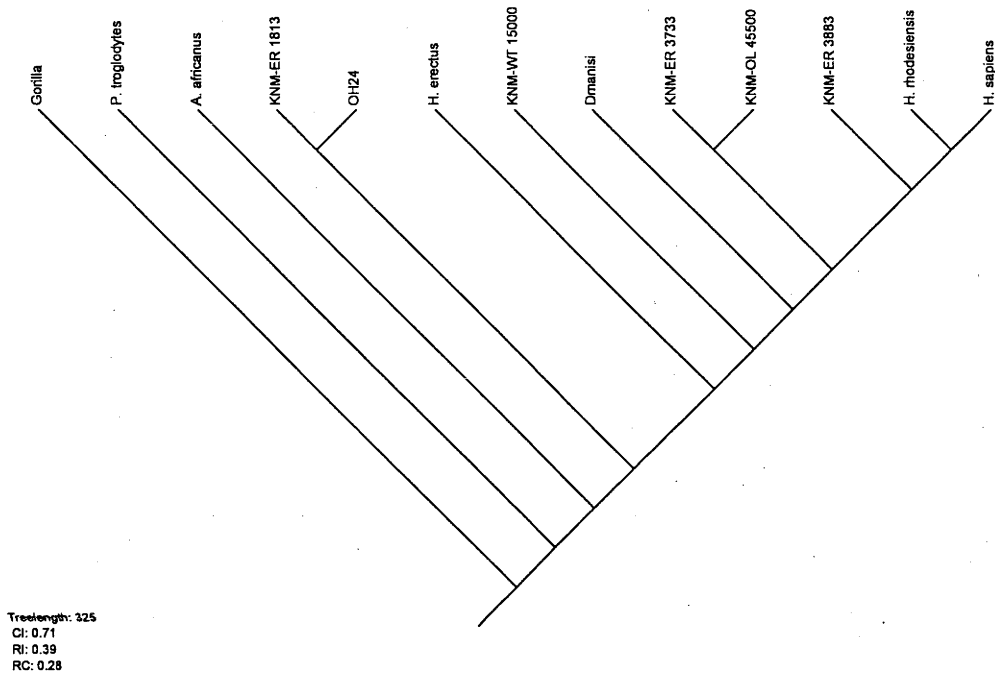 Gorilla
P. troglodytes
A. africanus
KNM-ER 1813
OH24
H. erectus
KNM-WT 15000
Dmanisi
KNM-ER 3733
KNM-OL 45500
KNM-ER 3883
H. rhodesiensis
H. sapiens
Treelength: 325
CI: 0.71
RI: 0.39
RC: 0.28